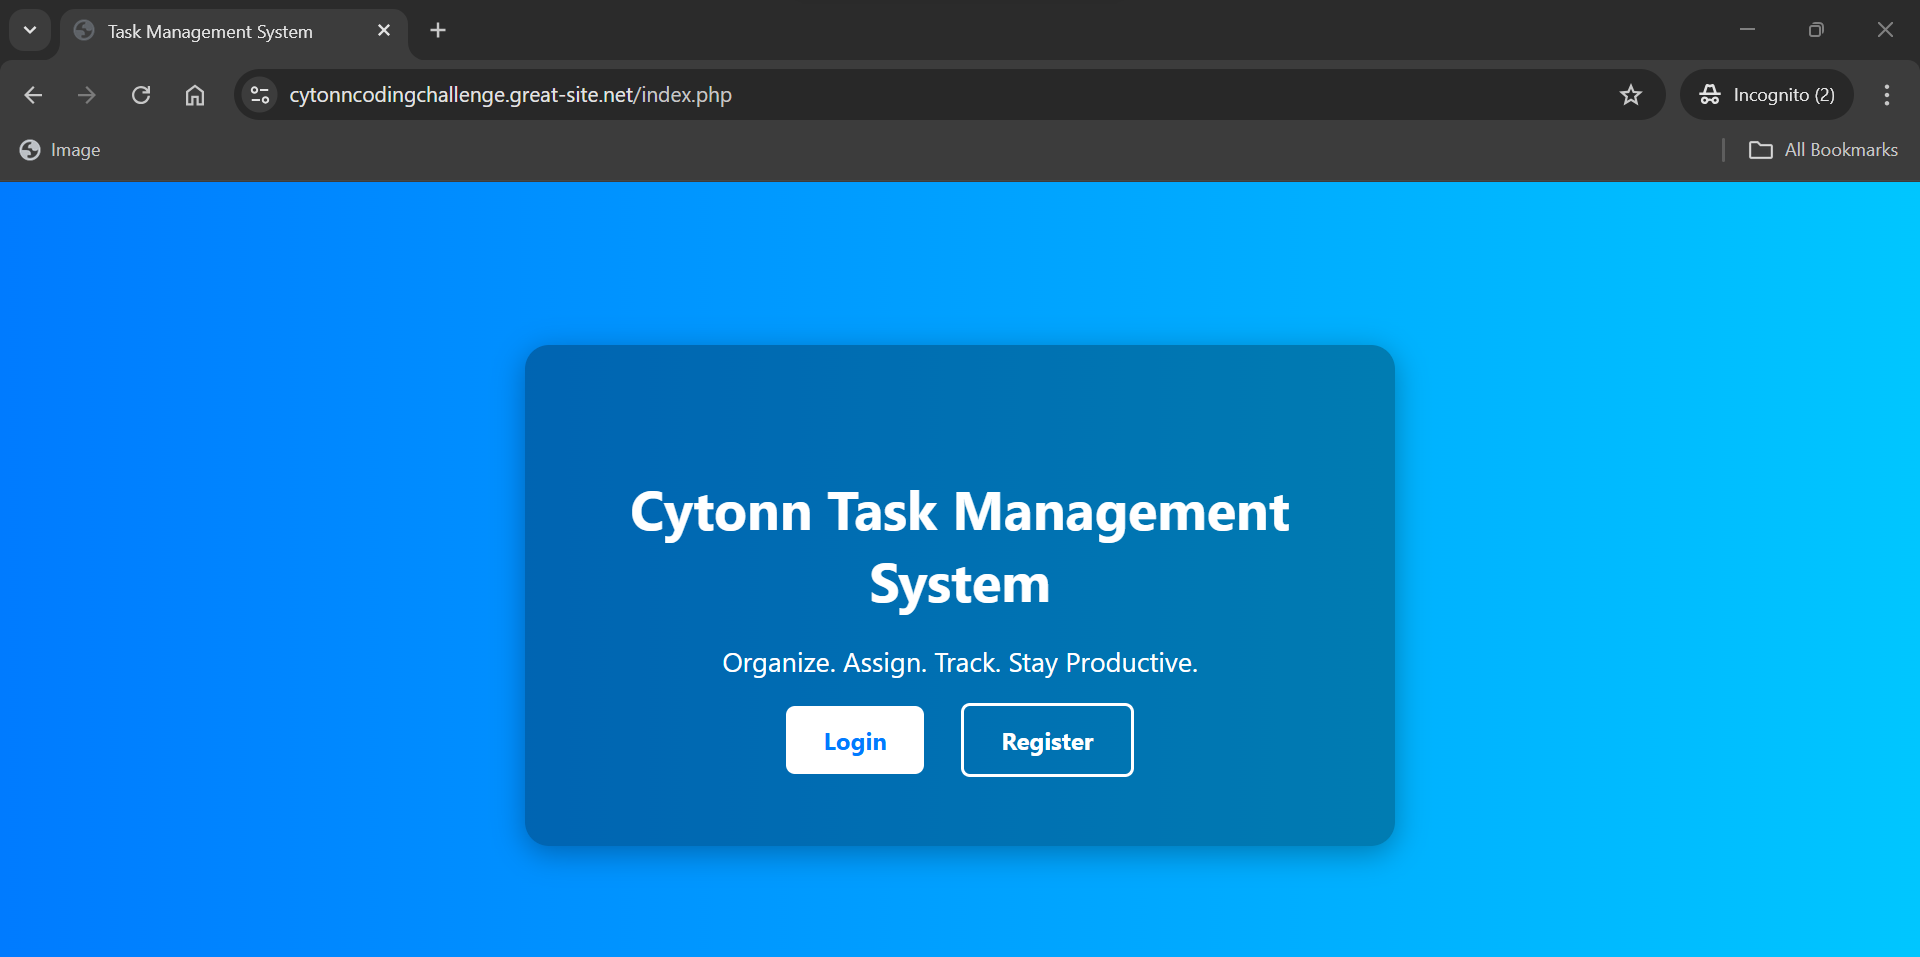 Task Management System
cytonncodingchallenge.great-site.net/index.php
Incognito (2)
Image
All Bookmarks
Cytonn Task Management
System
Organize. Assign. Track. Stay Productive.
Login
Register